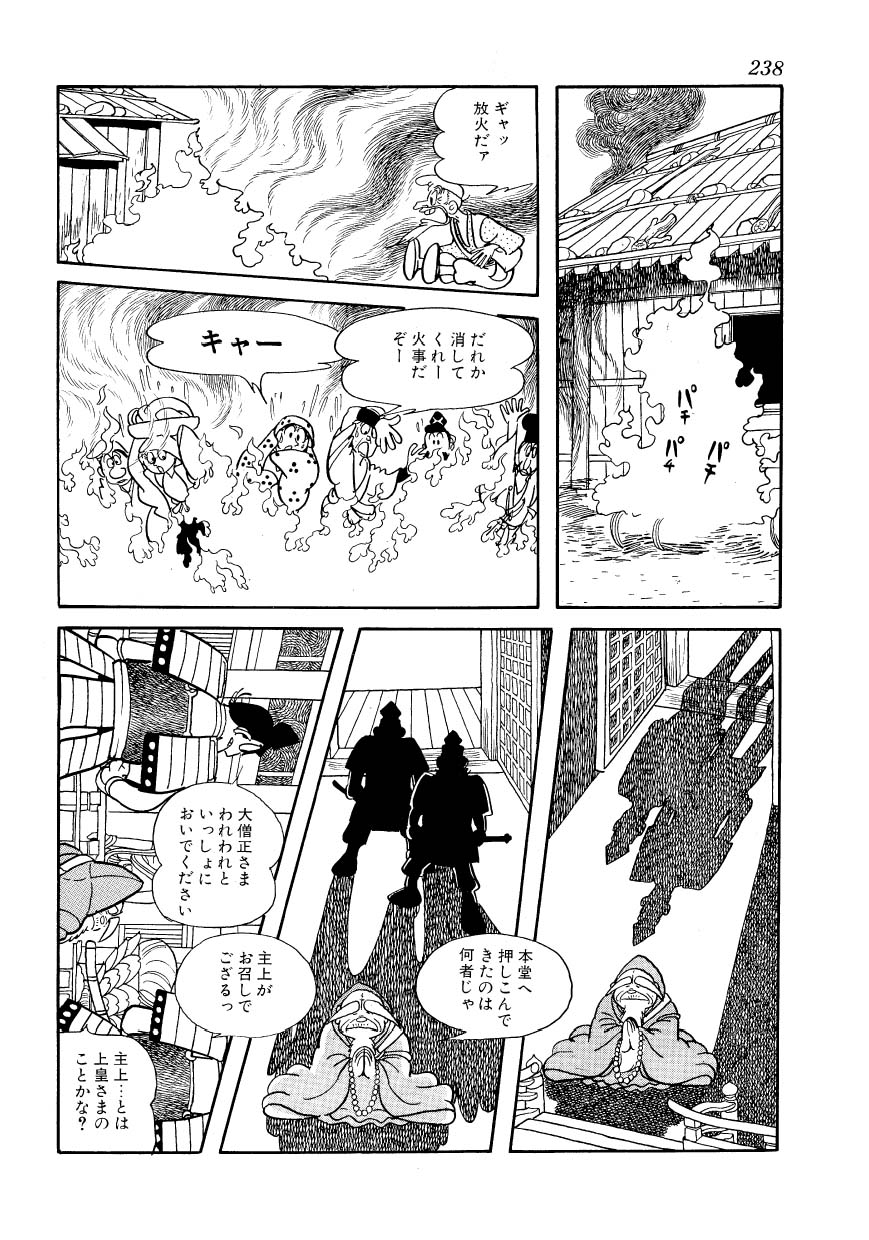 238
パチ
パチ
パチ
ギャッ
放火だァ
だれか
消して
くれー
火事だ
ぞー
キャー
本堂へ
押しこんで
きたのは
何者じゃ
大僧正さま
われわれと
いっしょに
おいでください
主上が
お召しで
ござるっ
主上…とは
上皇さまの
ことかな?